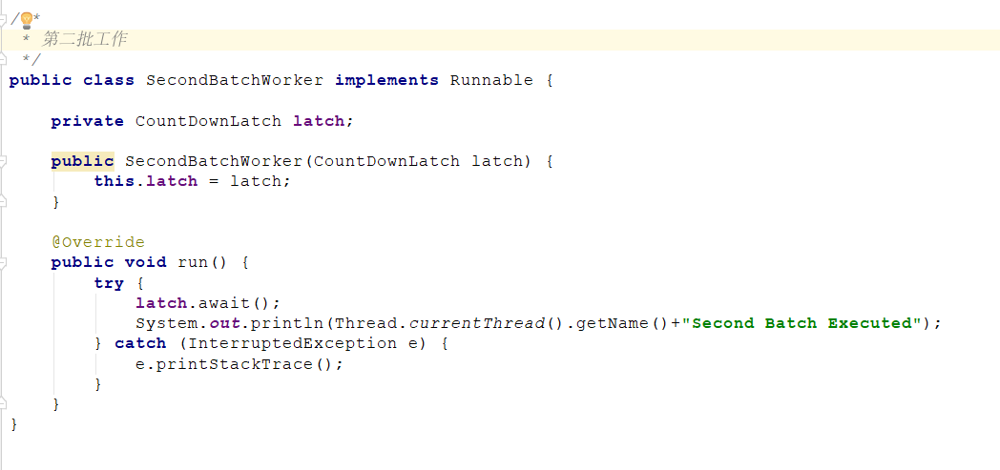 /**
 * 第二批工作
 */
public class SecondBatchWorker implements Runnable {
    private CountDownLatch latch;
    public SecondBatchWorker(CountDownLatch latch) {
        this.latch = latch;
    }
    @Override
    public void run() {
        try {
            latch.await();
            System.out.println(Thread.currentThread().getName()+"Second Batch Executed");
        } catch (InterruptedException e) {
            e.printStackTrace();
        }
    }
}